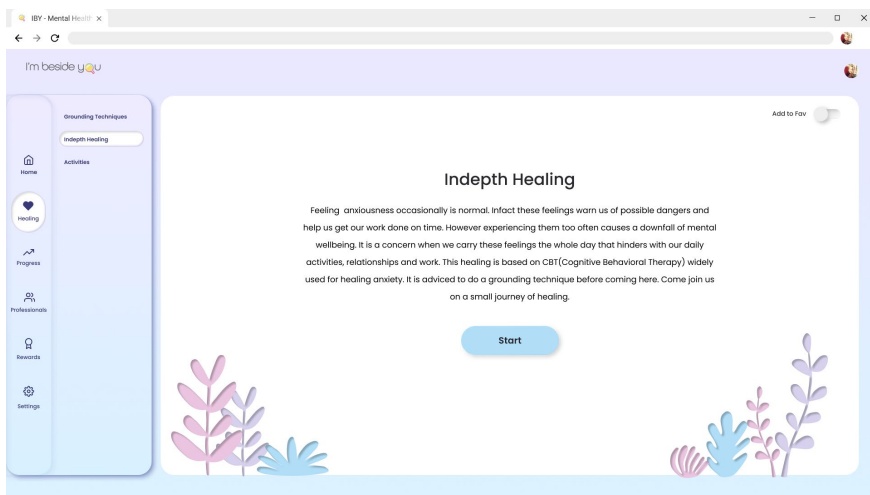 IBY - Mental Health
I'm beside you
Add to Fav
Grounding Techniques
Indepth Healing
Activities
Home
Healing
Progress
Professionals
Rewards
Settings
Indepth Healing
Feeling anxiousness occasionally is normal. Infact these feelings warn us of possible dangers and
help us get our work done on time. However experiencing them too often causes a downfall of mental
wellbeing. It is a concern when we carry these feelings the whole day that hinders with our daily
activities, relationships and work. This healing is based on CBT(Cognitive Behavioral Therapy) widely
used for healing anxiety. It is adviced to do a grounding technique before coming here. Come join us
on a small journey of healing.
Start